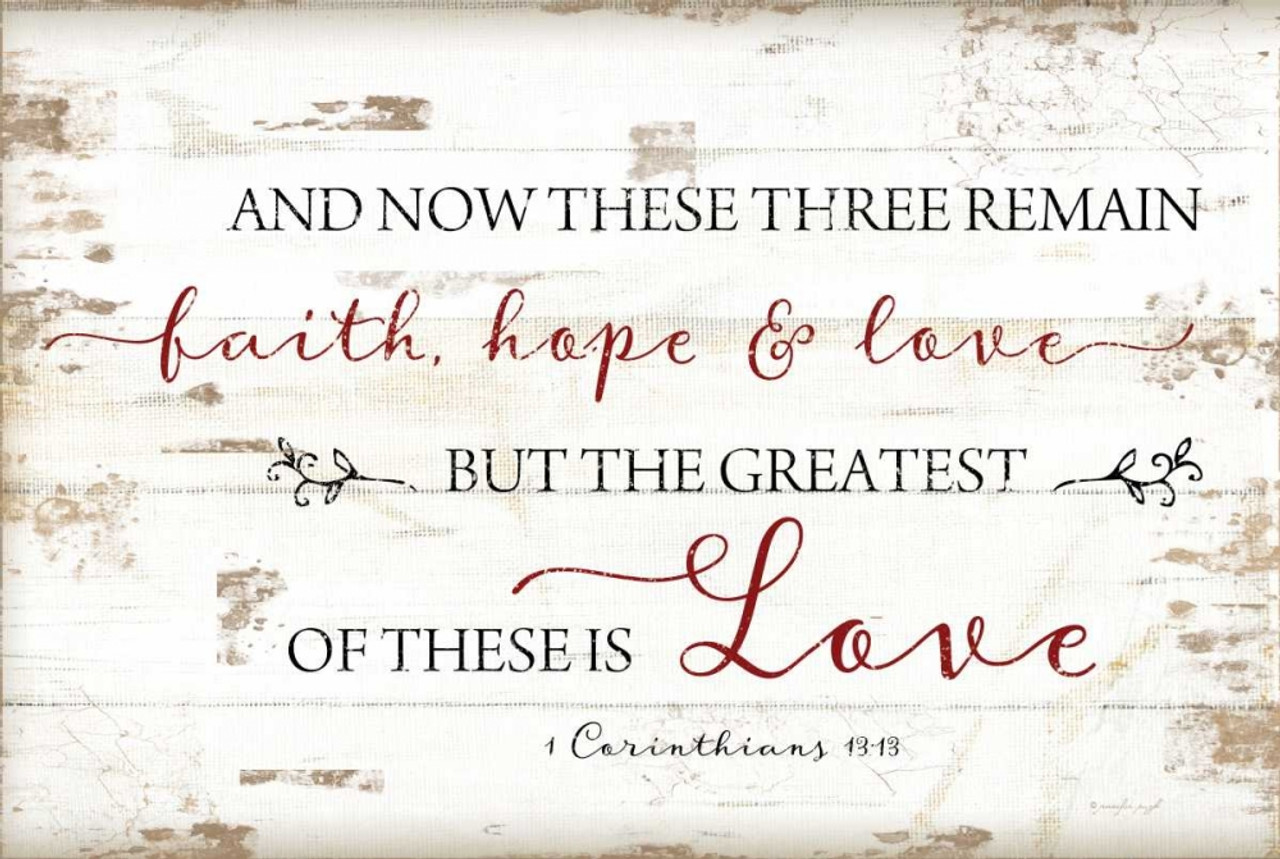 AND NOW THESE THREE REMAIN
faith, hope & love
BUT THE GREATEST
OF THESE IS Love
1 Corinthians 13:13